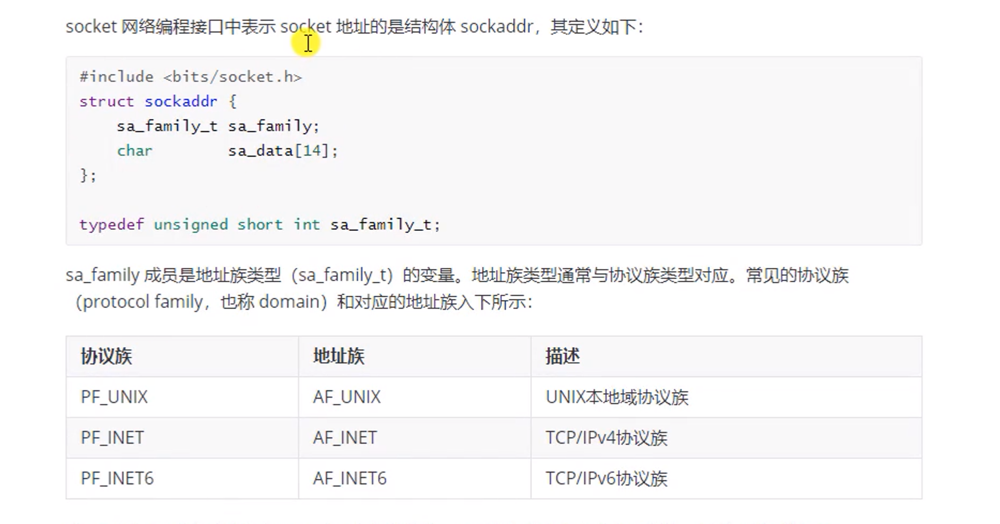 socket 网络编程接口中表示 socket 地址的是结构体 sockaddr，其定义如下：
#include <bits/socket.h>
struct sockaddr {
    sa_family_t sa_family;
    char        sa_data[14];
};
typedef unsigned short int sa_family_t;
sa_family 成员是地址族类型（sa_family_t）的变量。地址族类型通常与协议族类型对应。常见的协议族
（protocol family，也称 domain）和对应的地址族入下所示：
协议族 地址族 描述
PF_UNIX AF_UNIX UNIX本地域协议族
PF_INET AF_INET TCP/IPv4协议族
PF_INET6 AF_INET6 TCP/IPv6协议族